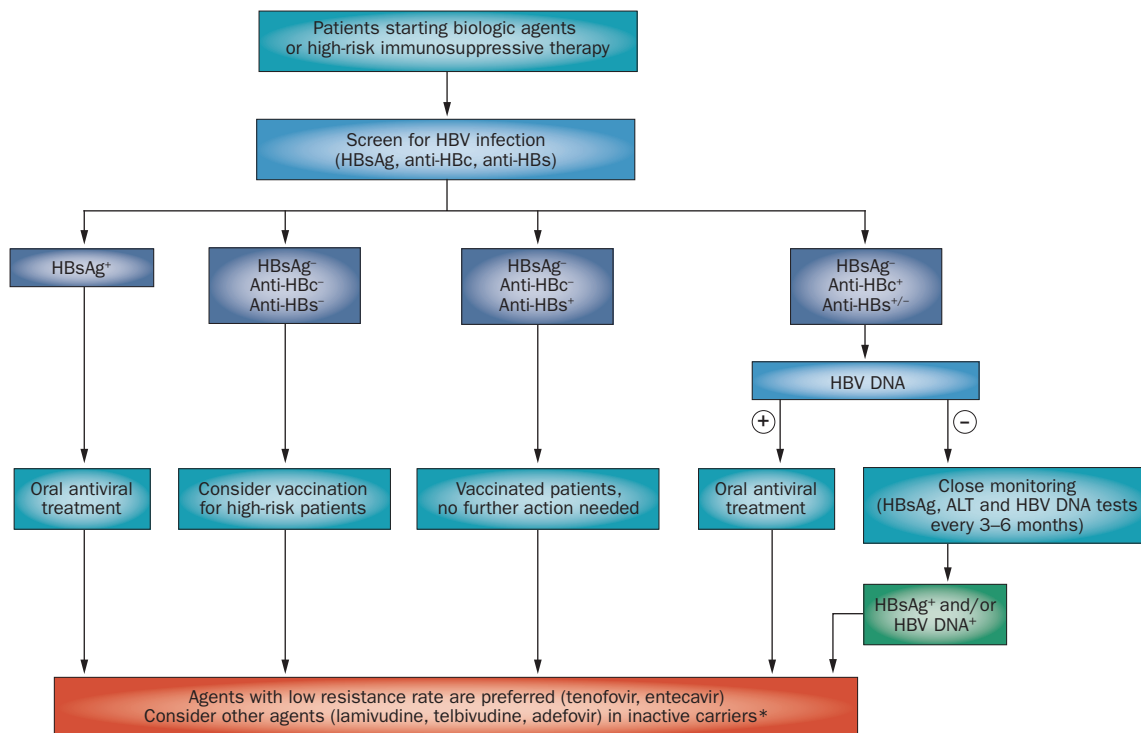 Patients starting biologic agents
or high-risk immunosuppressive therapy
Screen for HBV infection
(HBsAg, anti-HBc, anti-HBs)
HBsAg⁺
HBsAg⁻
Anti-HBc⁻
Anti-HBs⁻
HBsAg⁻
Anti-HBc⁻
Anti-HBs⁺
HBsAg⁻
Anti-HBc⁺
Anti-HBs⁺/⁻
HBV DNA
+
−
Oral antiviral
treatment
Consider vaccination
for high-risk patients
Vaccinated patients,
no further action needed
Oral antiviral
treatment
Close monitoring
(HBsAg, ALT and HBV DNA tests
every 3–6 months)
HBsAg⁺ and/or
HBV DNA⁺
Agents with low resistance rate are preferred (tenofovir, entecavir)
Consider other agents (lamivudine, telbivudine, adefovir) in inactive carriers*